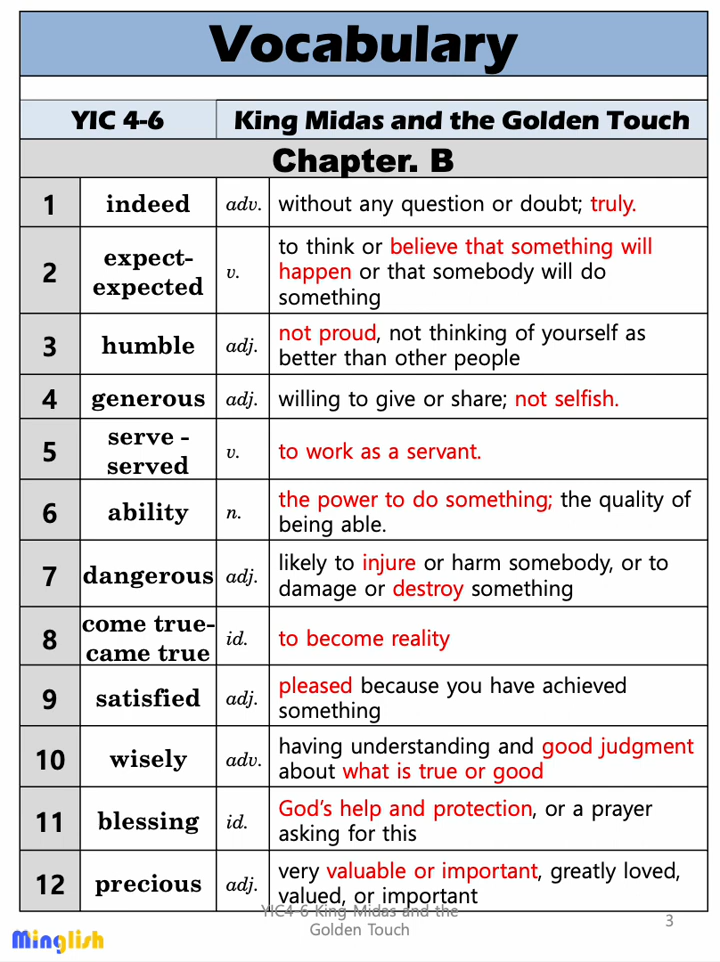 Vocabulary
YIC 4-6
King Midas and the Golden Touch
Chapter. B
1 indeed adv. without any question or doubt; truly.
2 expect-
expected v. to think or believe that something will
happen or that somebody will do
something
3 humble adj. not proud, not thinking of yourself as
better than other people
4 generous adj. willing to give or share; not selfish.
5 serve -
served v. to work as a servant.
6 ability n. the power to do something; the quality of
being able.
7 dangerous adj. likely to injure or harm somebody, or to
damage or destroy something
8 come true-
came true id. to become reality
9 satisfied adj. pleased because you have achieved
something
10 wisely adv. having understanding and good judgment
about what is true or good
11 blessing id. God's help and protection, or a prayer
asking for this
12 precious adj. very valuable or important, greatly loved,
valued, or important
YIC4-6 King Midas and the
Golden Touch
3
Minglish